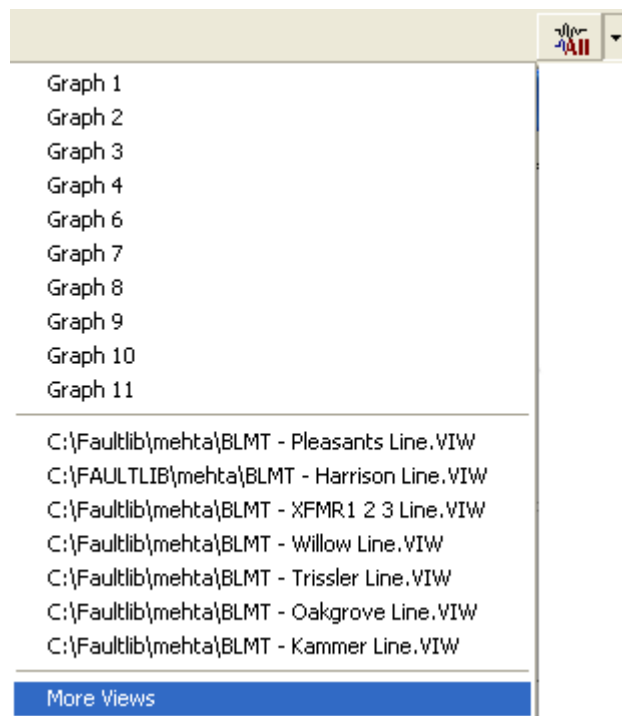 All
Graph 1
Graph 2
Graph 3
Graph 4
Graph 6
Graph 7
Graph 8
Graph 9
Graph 10
Graph 11
C:\Faultlib\mehta\BLMT - Pleasants Line.VIW
C:\FAULTLIB\mehta\BLMT - Harrison Line.VIW
C:\Faultlib\mehta\BLMT - XFMR1 2 3 Line.VIW
C:\Faultlib\mehta\BLMT - Willow Line.VIW
C:\Faultlib\mehta\BLMT - Trissler Line.VIW
C:\Faultlib\mehta\BLMT - Oakgrove Line.VIW
C:\Faultlib\mehta\BLMT - Kammer Line.VIW
More Views